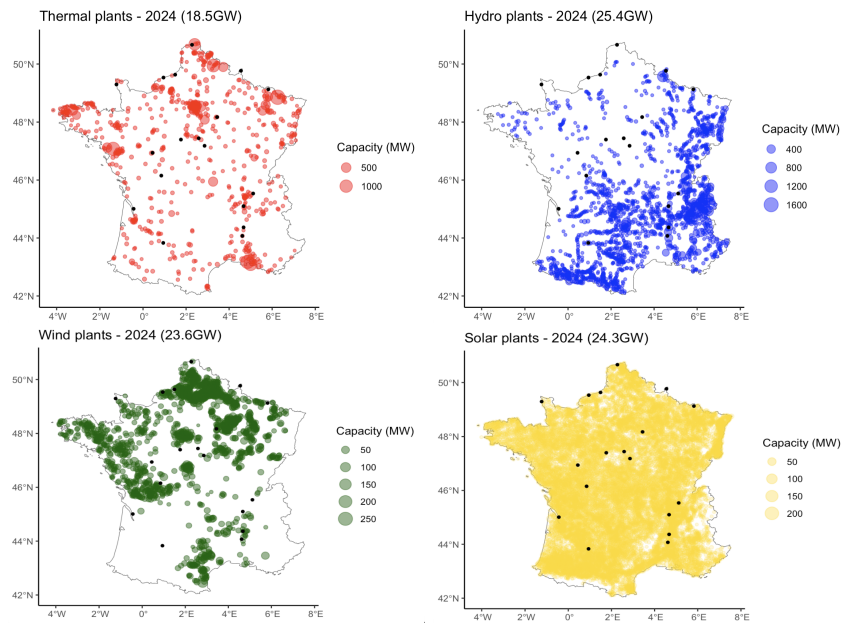 Thermal plants - 2024 (18.5GW)
50°N
48°N
46°N
44°N
42°N
4°W 2°W 0° 2°E 4°E 6°E 8°E
Capacity (MW)
500
1000
Hydro plants - 2024 (25.4GW)
50°N
48°N
46°N
44°N
42°N
4°W 2°W 0° 2°E 4°E 6°E 8°E
Capacity (MW)
400
800
1200
1600
Wind plants - 2024 (23.6GW)
50°N
48°N
46°N
44°N
42°N
4°W 2°W 0° 2°E 4°E 6°E 8°E
Capacity (MW)
50
100
150
200
250
Solar plants - 2024 (24.3GW)
50°N
48°N
46°N
44°N
42°N
4°W 2°W 0° 2°E 4°E 6°E 8°E
Capacity (MW)
50
100
150
200